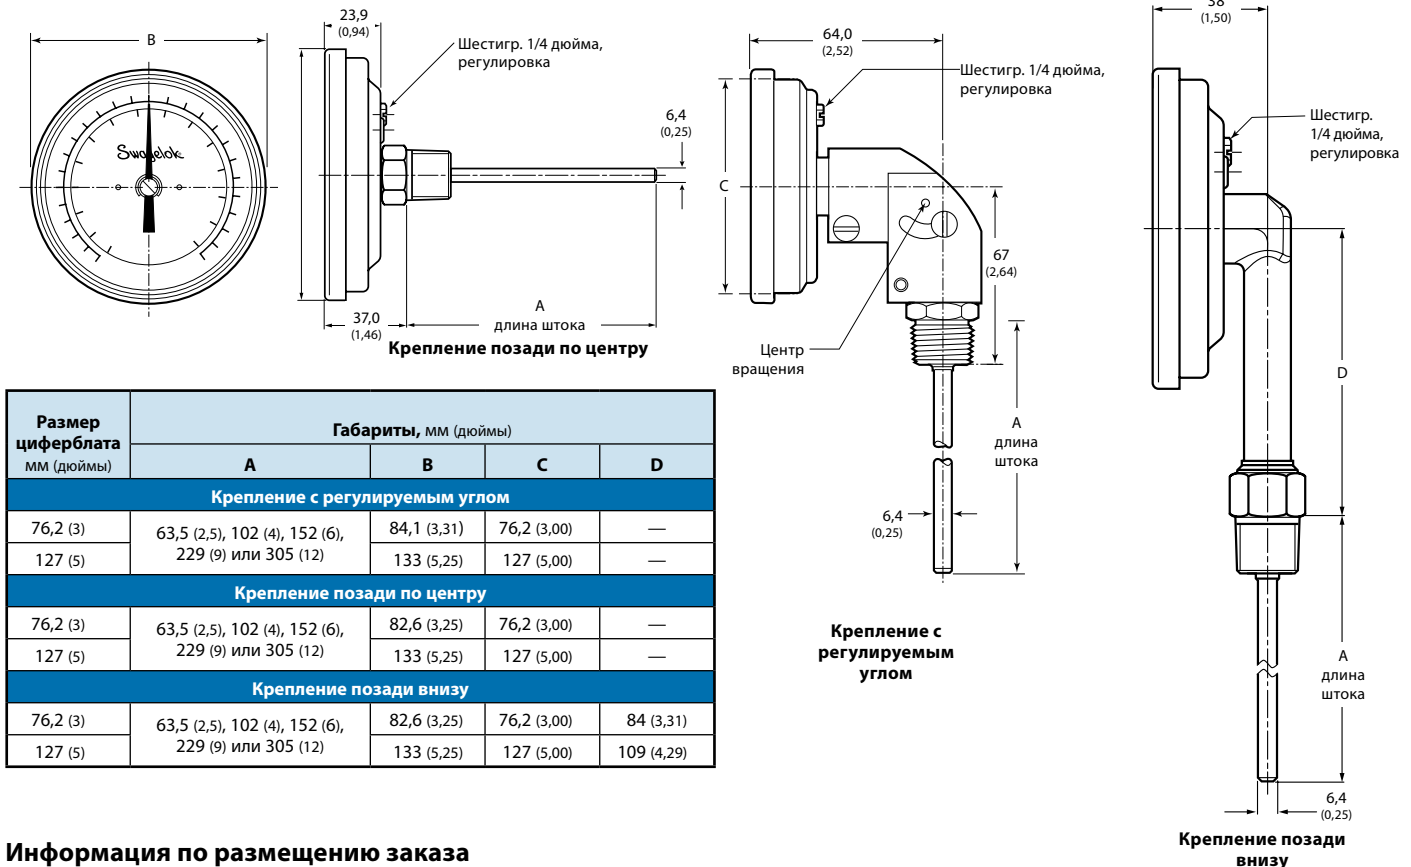 B
Swagelok
23,9
(0,94)
Шестигр. 1/4 дюйма,
регулировка
6,4
(0,25)
37,0
(1,46)
A
длина штока
Крепление позади по центру
64,0
(2,52)
Шестигр. 1/4 дюйма,
регулировка
C
67
(2,64)
Центр
вращения
A
длина
штока
6,4
(0,25)
Крепление с
регулируемым
углом
38
(1,50)
Шестигр.
1/4 дюйма,
регулировка
D
A
длина
штока
6,4
(0,25)
Крепление позади
внизу
Размер
циферблата
мм (дюймы)
Габариты, мм (дюймы)
A B C D
Крепление с регулируемым углом
76,2 (3) 63,5 (2,5), 102 (4), 152 (6), 84,1 (3,31) 76,2 (3,00) —
127 (5) 229 (9) или 305 (12) 133 (5,25) 127 (5,00) —
Крепление позади по центру
76,2 (3) 63,5 (2,5), 102 (4), 152 (6), 82,6 (3,25) 76,2 (3,00) —
127 (5) 229 (9) или 305 (12) 133 (5,25) 127 (5,00) —
Крепление позади внизу
76,2 (3) 63,5 (2,5), 102 (4), 152 (6), 82,6 (3,25) 76,2 (3,00) 84 (3,31)
127 (5) 229 (9) или 305 (12) 133 (5,25) 127 (5,00) 109 (4,29)
Информация по размещению заказа